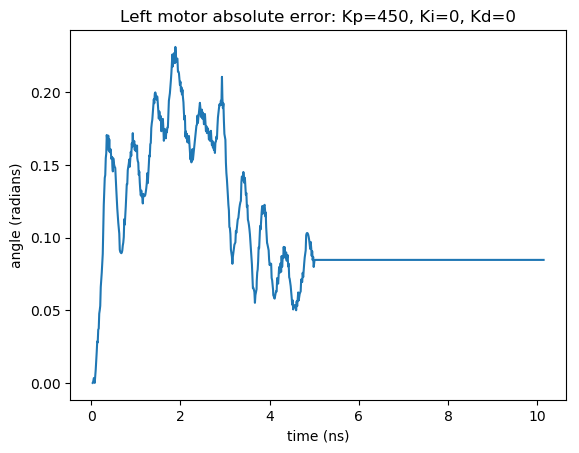 Left motor absolute error: Kp=450, Ki=0, Kd=0
angle (radians)
0.20
0.15
0.10
0.05
0.00
0 2 4 6 8 10
time (ns)